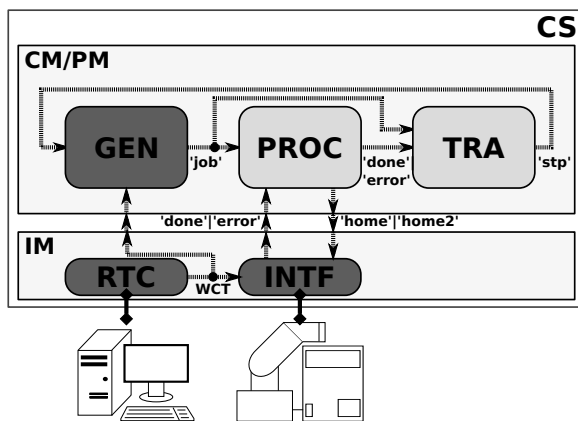 CS
CM/PM
GEN
'job'
PROC
'done'
'error'
TRA
'stp'
'done'|'error'
'home'|'home2'
IM
RTC
WCT
INTF